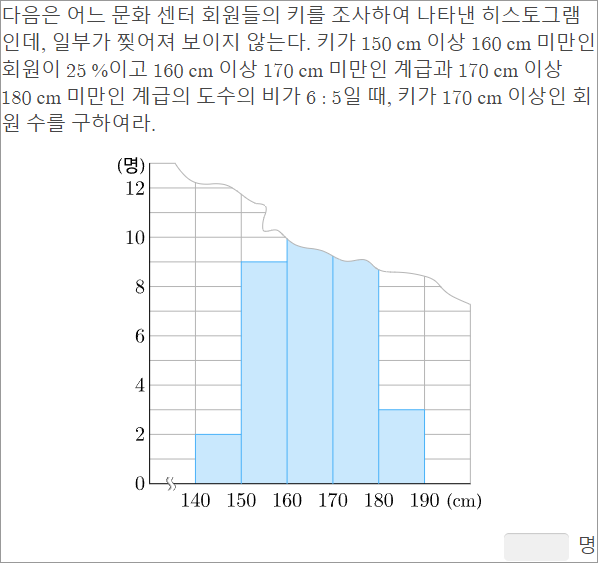 다음은 어느 문화 센터 회원들의 키를 조사하여 나타낸 히스토그램
인데, 일부가 찢어져 보이지 않는다. 키가 150 cm 이상 160 cm 미만인
회원이 25 %이고 160 cm 이상 170 cm 미만인 계급과 170 cm 이상
180 cm 미만인 계급의 도수의 비가 6 : 5일 때, 키가 170 cm 이상인 회
원 수를 구하여라.
(명)
12
10
8
6
4
2
0
140 150 160 170 180 190 (cm)
명